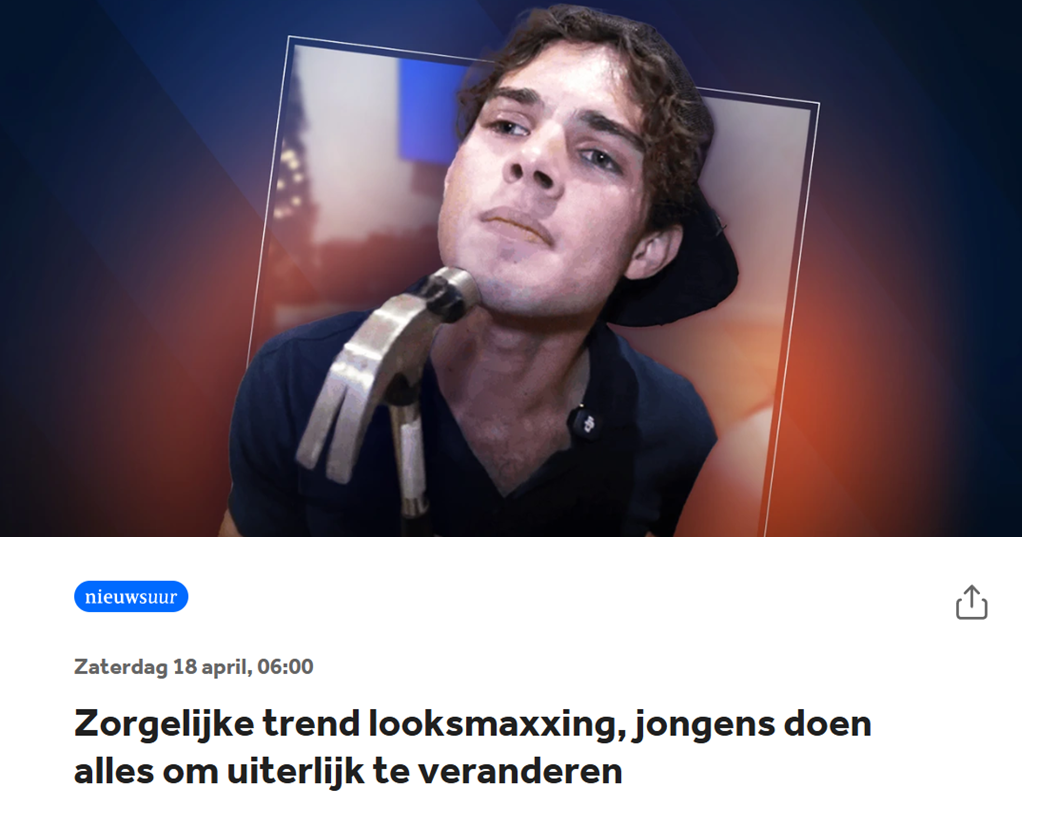 nieuwsuur
Zaterdag 18 april, 06:00
Zorgelijke trend looksmaxxing, jongens doen
alles om uiterlijk te veranderen